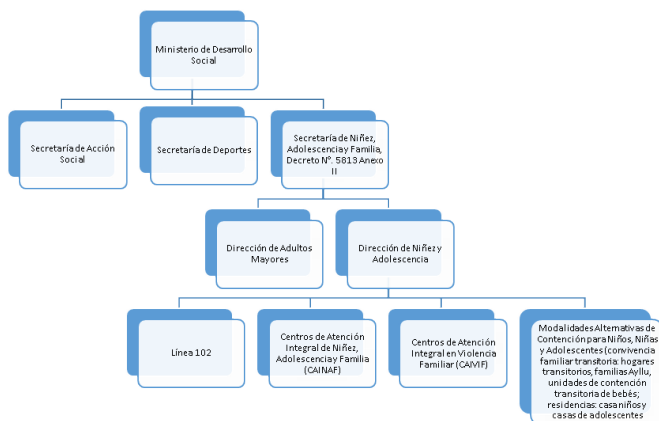 Ministerio de Desarrollo
Social
Secretaría de Acción
Social
Secretaría de Deportes
Secretaría de Niñez,
Adolescencia y Familia,
Decreto Nº. 5813 Anexo
II
Dirección de Adultos
Mayores
Dirección de Niñez y
Adolescencia
Línea 102
Centros de Atención
Integral de Niñez,
Adolescencia y Familia
(CAINAF)
Centros de Atención
Integral en Violencia
Familiar (CAIVIF)
Modalidades Alternativas de
Contención para Niños, Niñas
y Adolescentes (convivencia
familiar transitoria: hogares
transitorios, familias Ayllu,
unidades de contención
transitoria de bebés;
residencias: casa niños y
casas de adolescentes